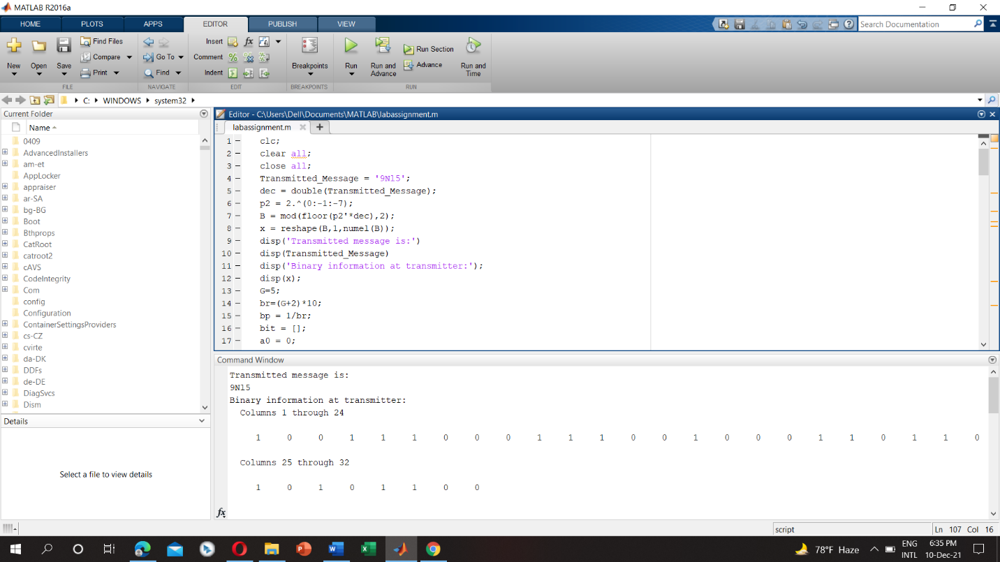 MATLAB R2016a
HOME PLOTS APPS EDITOR PUBLISH VIEW
Search Documentation
New Open Save
Find Files
Compare
Print
FILE
Go To
Find
NAVIGATE
Insert fx
Comment
Indent
EDIT
Breakpoints
BREAKPOINTS
Run
Run and Advance
Run Section
Advance
Run and Time
RUN
C: WINDOWS system32
Current Folder
Name
0409
AdvancedInstallers
am-et
AppLocker
appraiser
ar-SA
bg-BG
Boot
Bthprops
CatRoot
catroot2
cAVS
CodeIntegrity
Com
config
Configuration
ContainerSettingsProviders
cs-CZ
cvirte
da-DK
DDFs
de-DE
DiagSvcs
Dism
Details
Select a file to view details
Editor - C:\Users\Dell\Documents\MATLAB\labassignment.m
labassignment.m
1 clc;
2 clear all;
3 close all;
4 Transmitted_Message = '9Nl5';
5 dec = double(Transmitted_Message);
6 p2 = 2.^(0:-1:-7);
7 B = mod(floor(p2'*dec),2);
8 x = reshape(B,1,numel(B));
9 disp('Transmitted message is:')
10 disp(Transmitted_Message)
11 disp('Binary information at transmitter:');
12 disp(x);
13 G=5;
14 br=(G+2)*10;
15 bp = 1/br;
16 bit = [];
17 a0 = 0;
Command Window
Transmitted message is:
9Nl5
Binary information at transmitter:
Columns 1 through 24
1 0 0 1 1 1 0 0 0 1 1 1 0 0 1 0 0 0 1 1 0 1 1 0
Columns 25 through 32
1 0 1 0 1 1 0 0
fx
script
Ln 107 Col 16
78°F Haze
ENG
INTL
6:35 PM
10-Dec-21